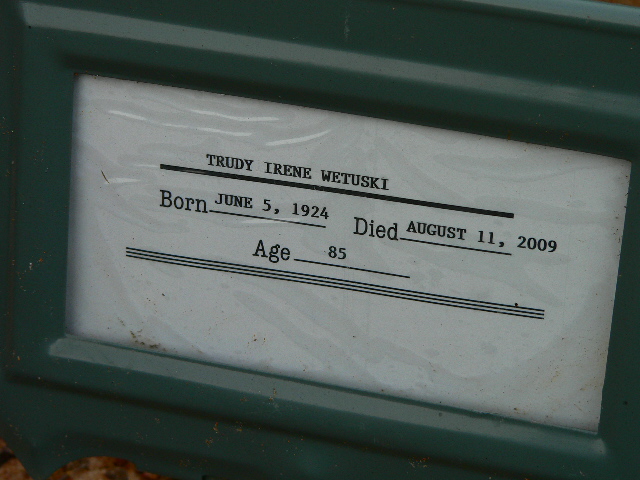 TRUDY IRENE WETUSKI
Born JUNE 5, 1924 Died AUGUST 11, 2009
Age 85